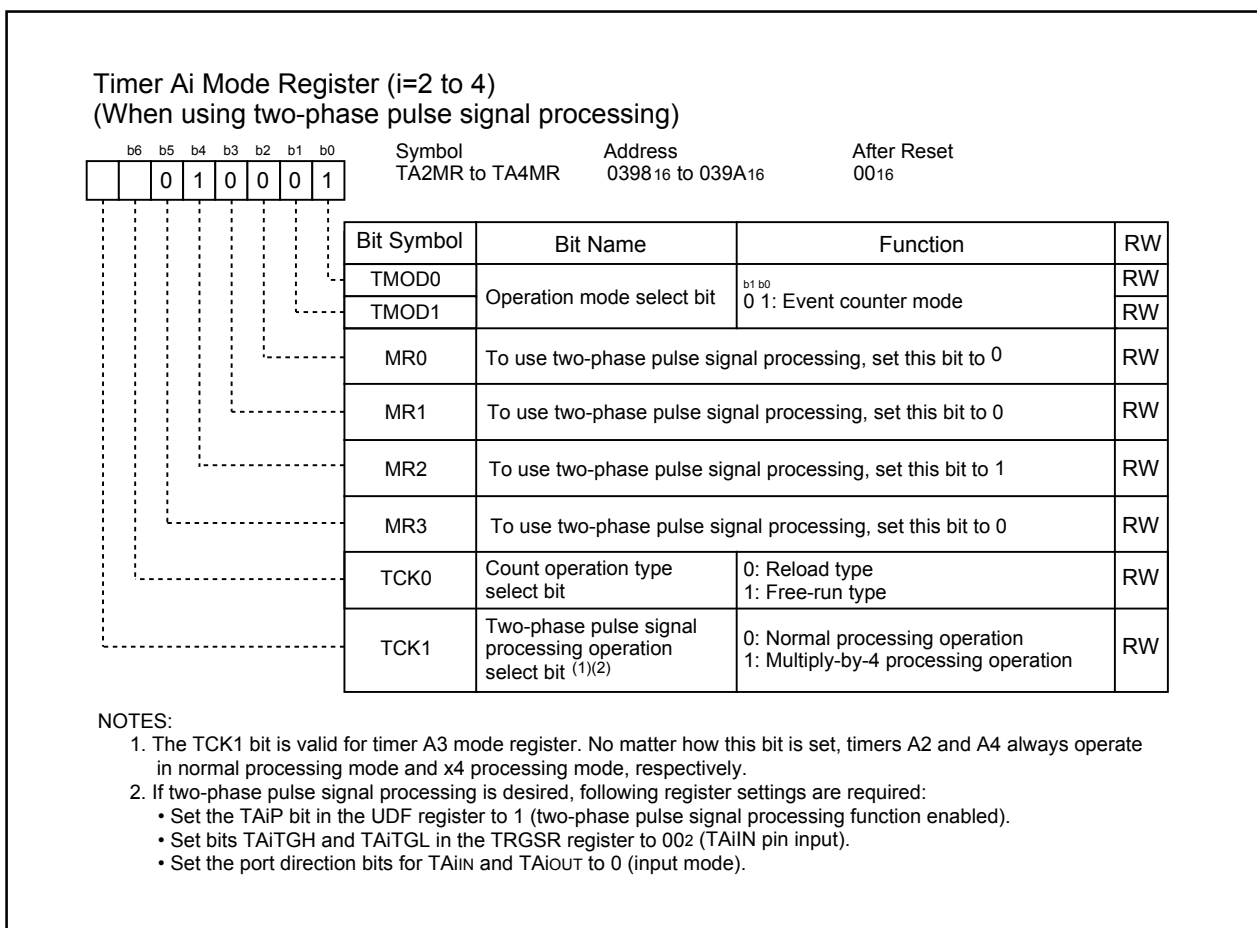 Timer Ai Mode Register (i=2 to 4)
(When using two-phase pulse signal processing)
b6 b5 b4 b3 b2 b1 b0
0 1 0 0 0 1
Symbol Address After Reset
TA2MR to TA4MR 039816 to 039A16 0016
Bit Symbol Bit Name Function RW
TMOD0 Operation mode select bit b1 b0 RW
TMOD1 0 1: Event counter mode RW
MR0 To use two-phase pulse signal processing, set this bit to 0 RW
MR1 To use two-phase pulse signal processing, set this bit to 0 RW
MR2 To use two-phase pulse signal processing, set this bit to 1 RW
MR3 To use two-phase pulse signal processing, set this bit to 0 RW
TCK0 Count operation type select bit 0: Reload type RW
1: Free-run type
TCK1 Two-phase pulse signal processing operation select bit (1)(2) 0: Normal processing operation RW
1: Multiply-by-4 processing operation
NOTES:
1. The TCK1 bit is valid for timer A3 mode register. No matter how this bit is set, timers A2 and A4 always operate
in normal processing mode and x4 processing mode, respectively.
2. If two-phase pulse signal processing is desired, following register settings are required:
• Set the TAiP bit in the UDF register to 1 (two-phase pulse signal processing function enabled).
• Set bits TAiTGH and TAiTGL in the TRGSR register to 002 (TAiIN pin input).
• Set the port direction bits for TAiIN and TAiOUT to 0 (input mode).